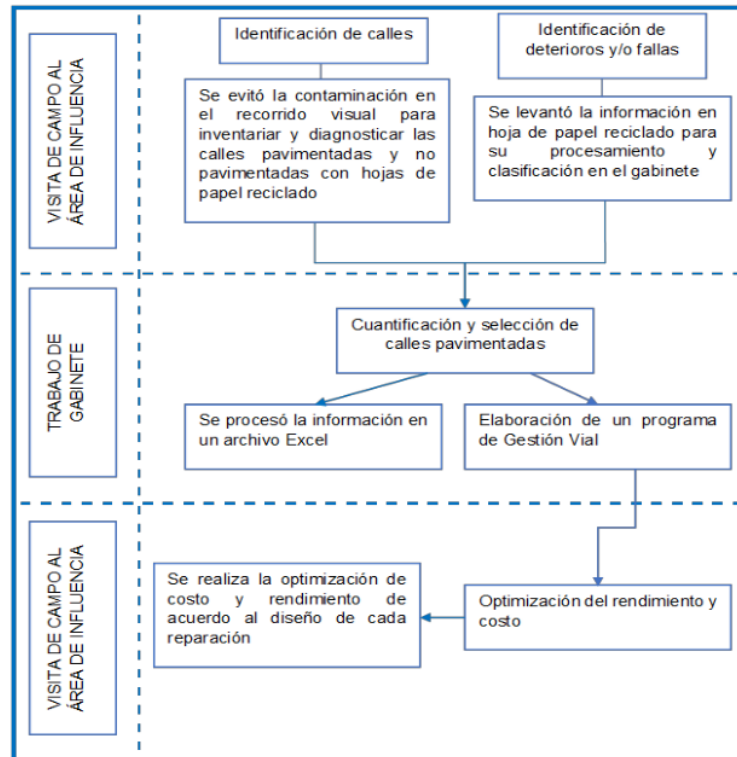 VISITA DE CAMPO AL
ÁREA DE INFLUENCIA
Identificación de calles
Identificación de
deterioros y/o fallas
Se evitó la contaminación en
el recorrido visual para
inventariar y diagnosticar las
calles pavimentadas y no
pavimentadas con hojas de
papel reciclado
Se levantó la información en
hoja de papel reciclado para
su procesamiento y
clasificación en el gabinete
TRABAJO DE
GABINETE
Cuantificación y selección de
calles pavimentadas
Se procesó la información en
un archivo Excel
Elaboración de un programa
de Gestión Vial
VISITA DE CAMPO AL
ÁREA DE INFLUENCIA
Se realiza la optimización de
costo y rendimiento de
acuerdo al diseño de cada
reparación
Optimización del rendimiento y
costo